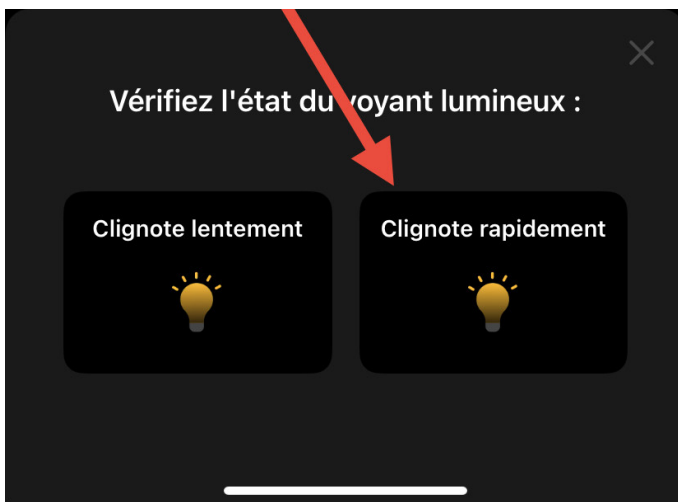 Vérifiez l'état du voyant lumineux :
Clignote lentement
Clignote rapidement